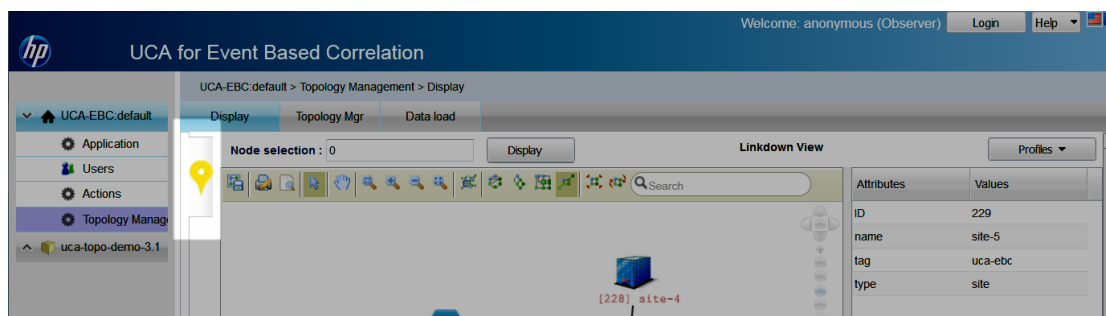 Welcome: anonymous (Observer) Login Help
hp UCA for Event Based Correlation
UCA-EBC:default > Topology Management > Display
UCA-EBC:default
Display Topology Mgr Data load
Application
Users
Actions
Topology Manag
uca-topo-demo-3.1
Node selection : 0 Display Linkdown View Profiles
Search
Attributes Values
ID 229
name site-5
tag uca-ebc
type site
[228] site-4